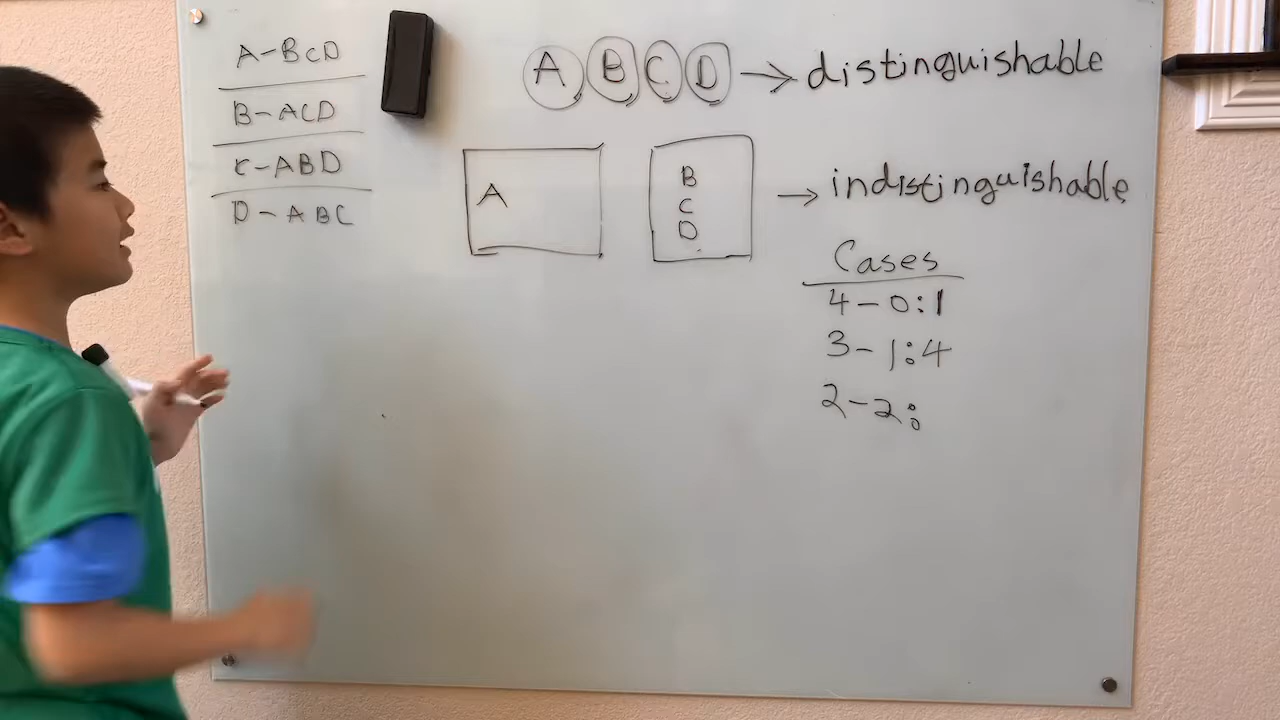 A-BCD
B-ACD
C-ABD
D-ABC
A B C D → distinguishable
A
B
C
D
→ indistinguishable
Cases
4-0:1
3-1:4
2-2: